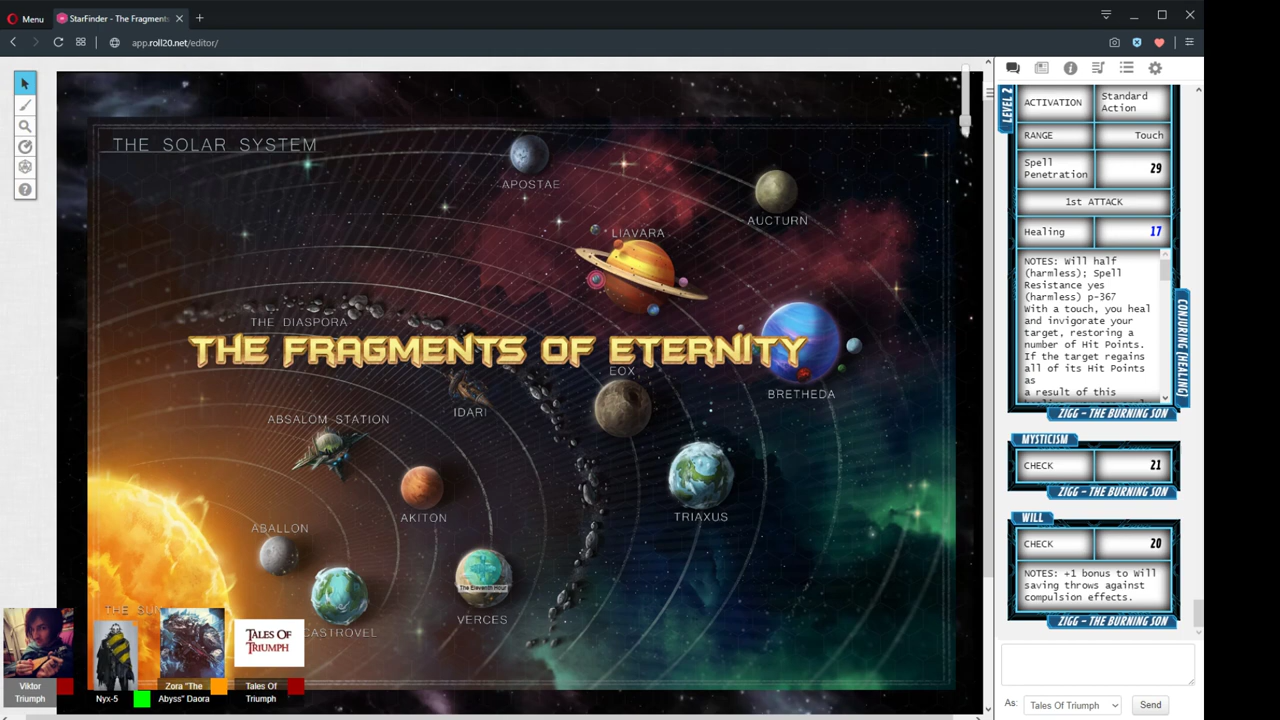 Menu
StarFinder - The Fragments
app.roll20.net/editor/
THE SOLAR SYSTEM
APOSTAE
AUCTURN
LIAVARA
THE DIASPORA
THE FRAGMENTS OF ETERNITY
EOX
BRETHEDA
IDARI
ABSALOM STATION
AKITON
TRIAXUS
ABALLON
The Eleventh Hour
VERCES
THE SUN
CASTROVEL
TALES OF
TRIUMPH
Viktor
Triumph
Nyx-5
Zora "The
Abyss" Daora
Tales Of
Triumph
LEVEL 2
ACTIVATION
Standard
Action
RANGE
Touch
Spell
Penetration
29
1st ATTACK
Healing
17
NOTES: Will half
(harmless); Spell
Resistance yes
(harmless) p-367
With a touch, you heal
and invigorate your
target, restoring a
number of Hit Points.
If the target regains
all of its Hit Points
as
a result of this
CONJURING (HEALING)
ZIGG - THE BURNING SON
MYSTICISM
CHECK
21
ZIGG - THE BURNING SON
WILL
CHECK
20
NOTES: +1 bonus to Will
saving throws against
compulsion effects.
ZIGG - THE BURNING SON
As:
Tales Of Triumph
Send